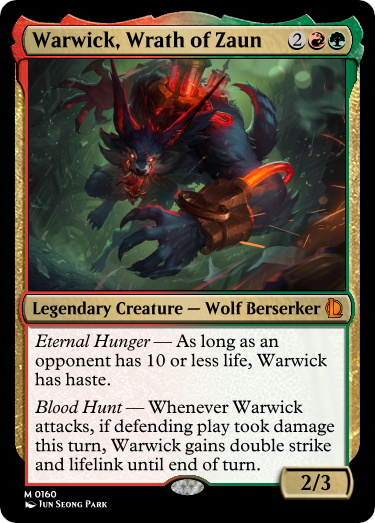 Warwick, Wrath of Zaun 2
Legendary Creature — Wolf Berserker
Eternal Hunger — As long as an
opponent has 10 or less life, Warwick
has haste.
Blood Hunt — Whenever Warwick
attacks, if defending play took damage
this turn, Warwick gains double strike
and lifelink until end of turn.
2/3
M 0160
Jun Seong Park